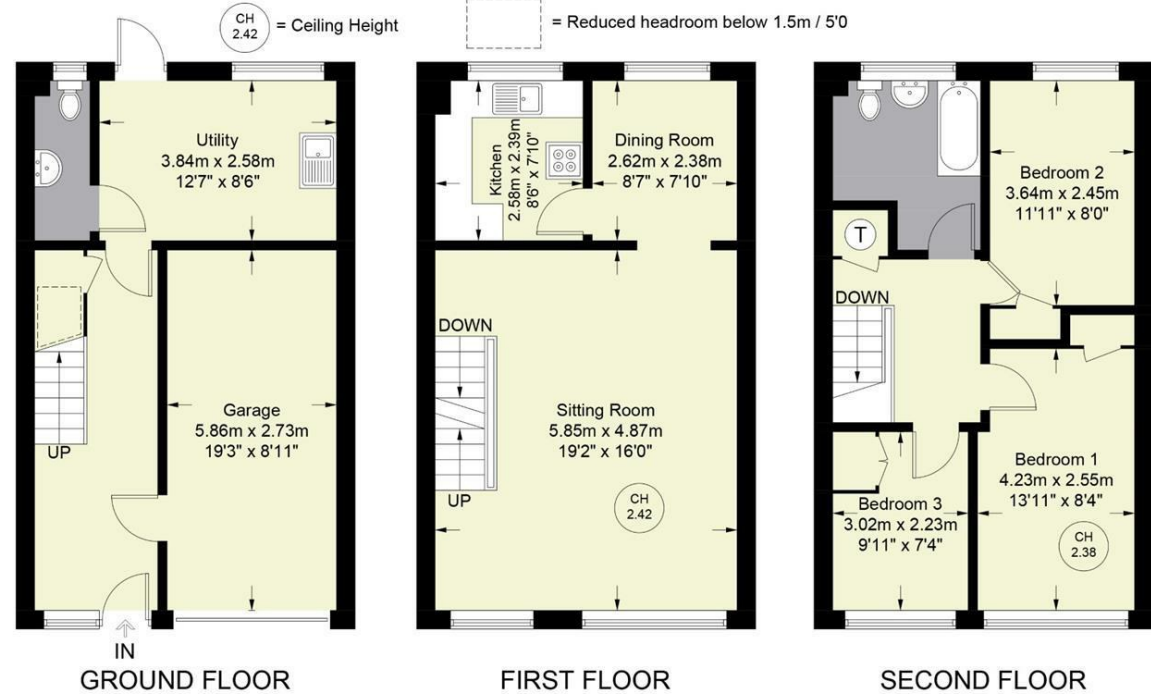 CH
2.42
= Ceiling Height
= Reduced headroom below 1.5m / 5'0
Utility
3.84m x 2.58m
12'7" x 8'6"
UP
Garage
5.86m x 2.73m
19'3" x 8'11"
IN
GROUND FLOOR
Kitchen
2.58m x 2.39m
8'6" x 7'10"
Dining Room
2.62m x 2.38m
8'7" x 7'10"
DOWN
UP
Sitting Room
5.85m x 4.87m
19'2" x 16'0"
CH
2.42
FIRST FLOOR
T
Bedroom 2
3.64m x 2.45m
11'11" x 8'0"
DOWN
Bedroom 3
3.02m x 2.23m
9'11" x 7'4"
Bedroom 1
4.23m x 2.55m
13'11" x 8'4"
CH
2.38
SECOND FLOOR